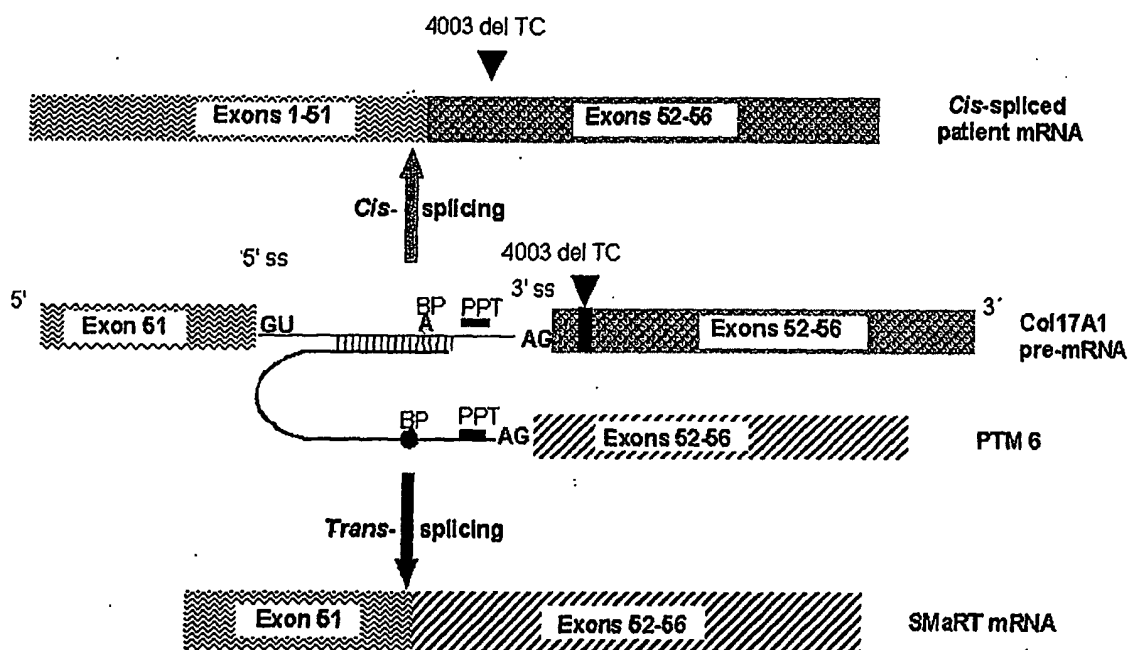 4003 del TC
Exons 1-51
Exons 52-56
Cis-spliced
patient mRNA
Cis- splicing
4003 del TC
'5' ss
3' ss
5'
3´
BP
A
PPT
Exon 51
GU
AG
Exons 52-56
Col17A1
pre-mRNA
BP
PPT
AG
Exons 52-56
PTM 6
Trans- splicing
Exon 51
Exons 52-56
SMaRT mRNA